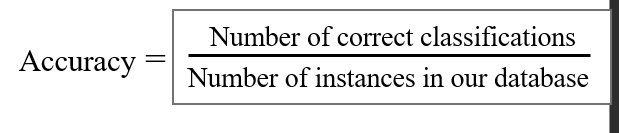 Accuracy =
Number of correct classifications
Number of instances in our database